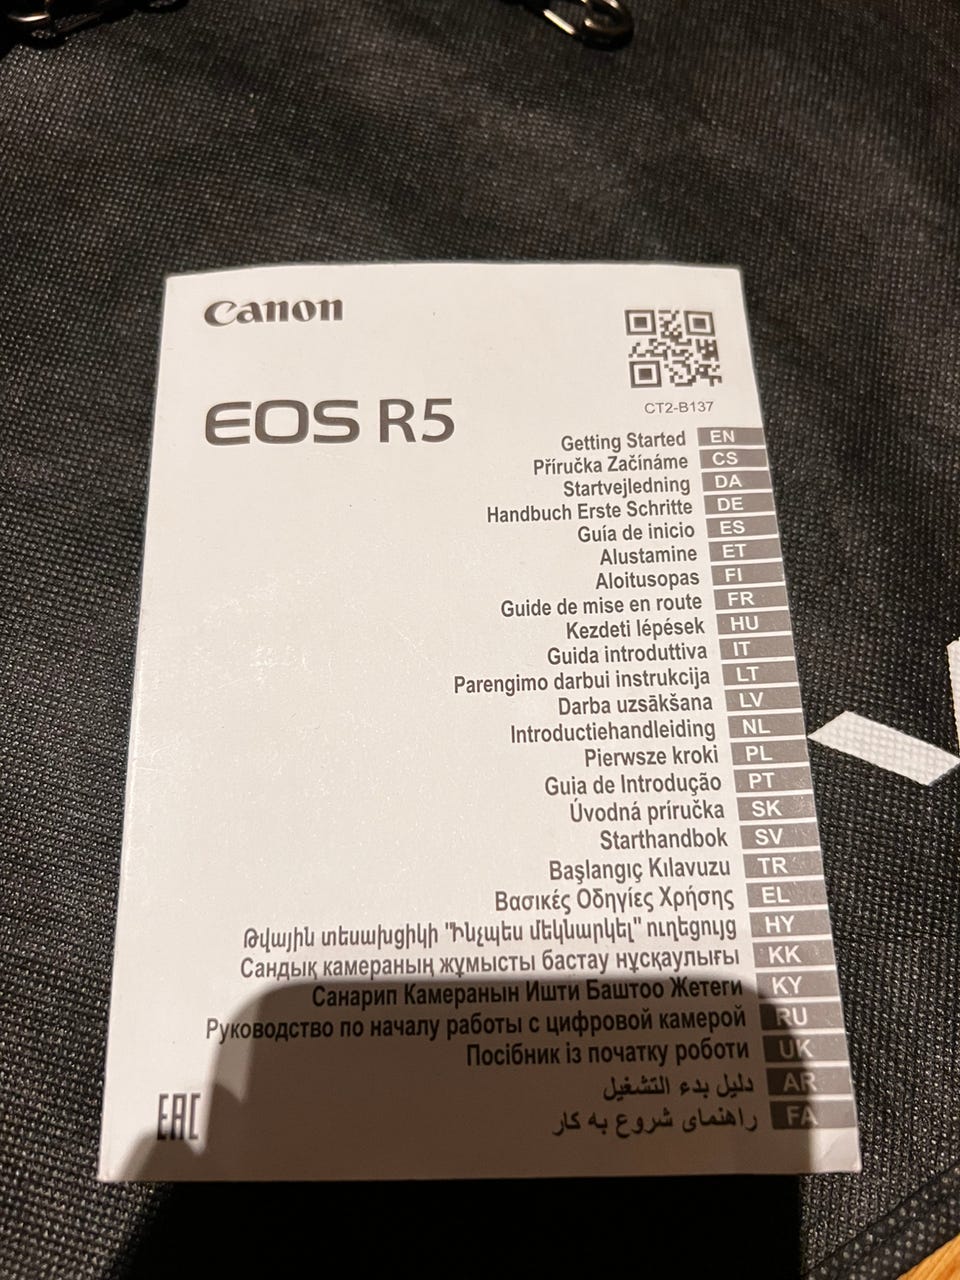 Canon
CT2-B137
EOS R5
Getting Started EN
Příručka Začínáme CS
Startvejledning DA
Handbuch Erste Schritte DE
Guía de inicio ES
Alustamine ET
Aloitusopas FI
Guide de mise en route FR
Kezdeti lépések HU
Guida introduttiva IT
Parengimo darbui instrukcija LT
Darba uzsākšana LV
Introductiehandleiding NL
Pierwsze kroki PL
Guia de Introdução PT
Úvodná príručka SK
Starthandbok SV
Başlangıç Kılavuzu TR
Βασικές Οδηγίες Χρήσης EL
Թվային տեսախցիկի "Ինչպես մեկնարկել" ուղեցույց HY
Сандық камераның жұмысты бастау нұсқаулығы KK
Санарип Камеранын Ишти Баштоо Жетеги KY
Руководство по началу работы с цифровой камерой RU
Посібник із початку роботи UK
دليل بدء التشغيل AR
راهنمای شروع به کار FA
EAC